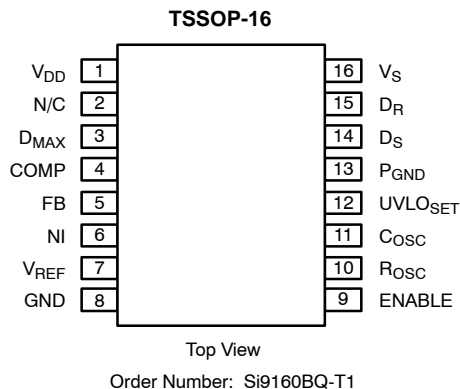 TSSOP-16
VDD 1 16 VS
N/C 2 15 DR
DMAX 3 14 DS
COMP 4 13 PGND
FB 5 12 UVLOSET
NI 6 11 COSC
VREF 7 10 ROSC
GND 8 9 ENABLE
Top View
Order Number: Si9160BQ-T1